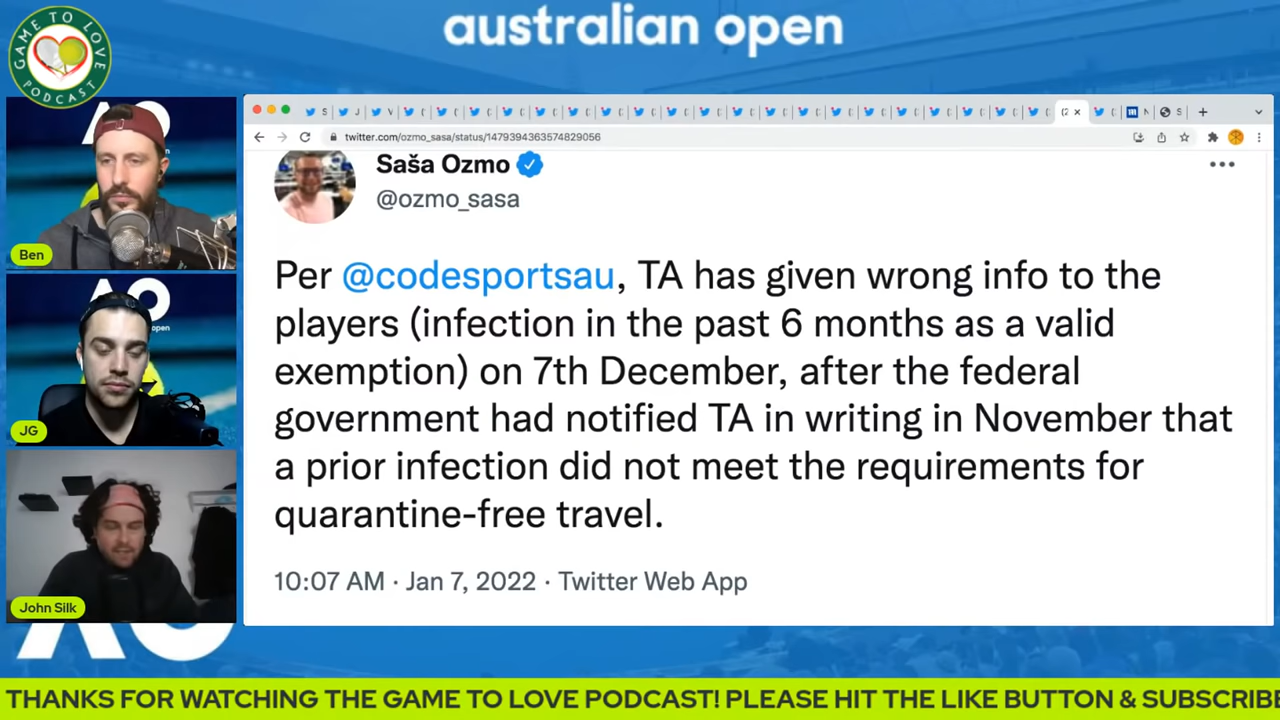 australian open
GAME TO LOVE
PODCAST
twitter.com/ozmo_sasa/status/1479394363574829056
Saša Ozmo
@ozmo_sasa
Per @codesportsau, TA has given wrong info to the
players (infection in the past 6 months as a valid
exemption) on 7th December, after the federal
government had notified TA in writing in November that
a prior infection did not meet the requirements for
quarantine-free travel.
10:07 AM · Jan 7, 2022 · Twitter Web App
Ben
open
JG
open
John Silk
AO
THANKS FOR WATCHING THE GAME TO LOVE PODCAST! PLEASE HIT THE LIKE BUTTON & SUBSCRIBE